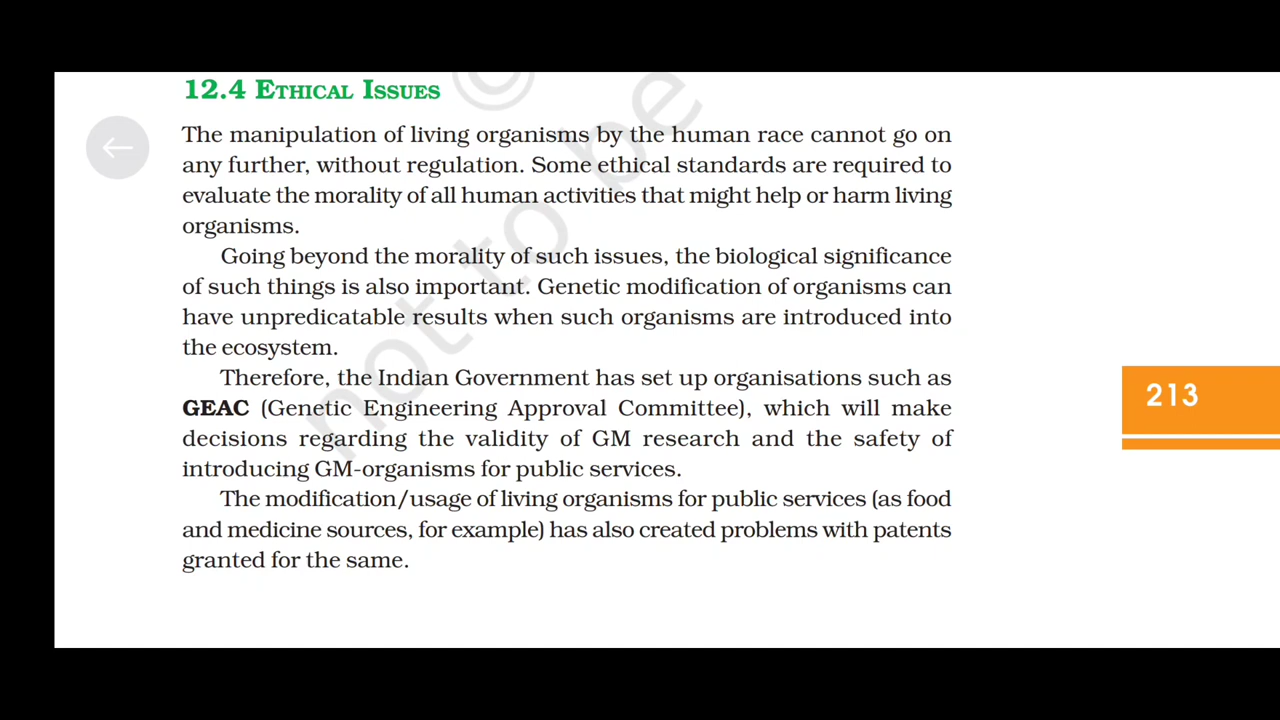 12.4 ETHICAL ISSUES
The manipulation of living organisms by the human race cannot go on
any further, without regulation. Some ethical standards are required to
evaluate the morality of all human activities that might help or harm living
organisms.
Going beyond the morality of such issues, the biological significance
of such things is also important. Genetic modification of organisms can
have unpredicatable results when such organisms are introduced into
the ecosystem.
Therefore, the Indian Government has set up organisations such as
GEAC (Genetic Engineering Approval Committee), which will make
decisions regarding the validity of GM research and the safety of
introducing GM-organisms for public services.
The modification/usage of living organisms for public services (as food
and medicine sources, for example) has also created problems with patents
granted for the same.
213
©
not to be